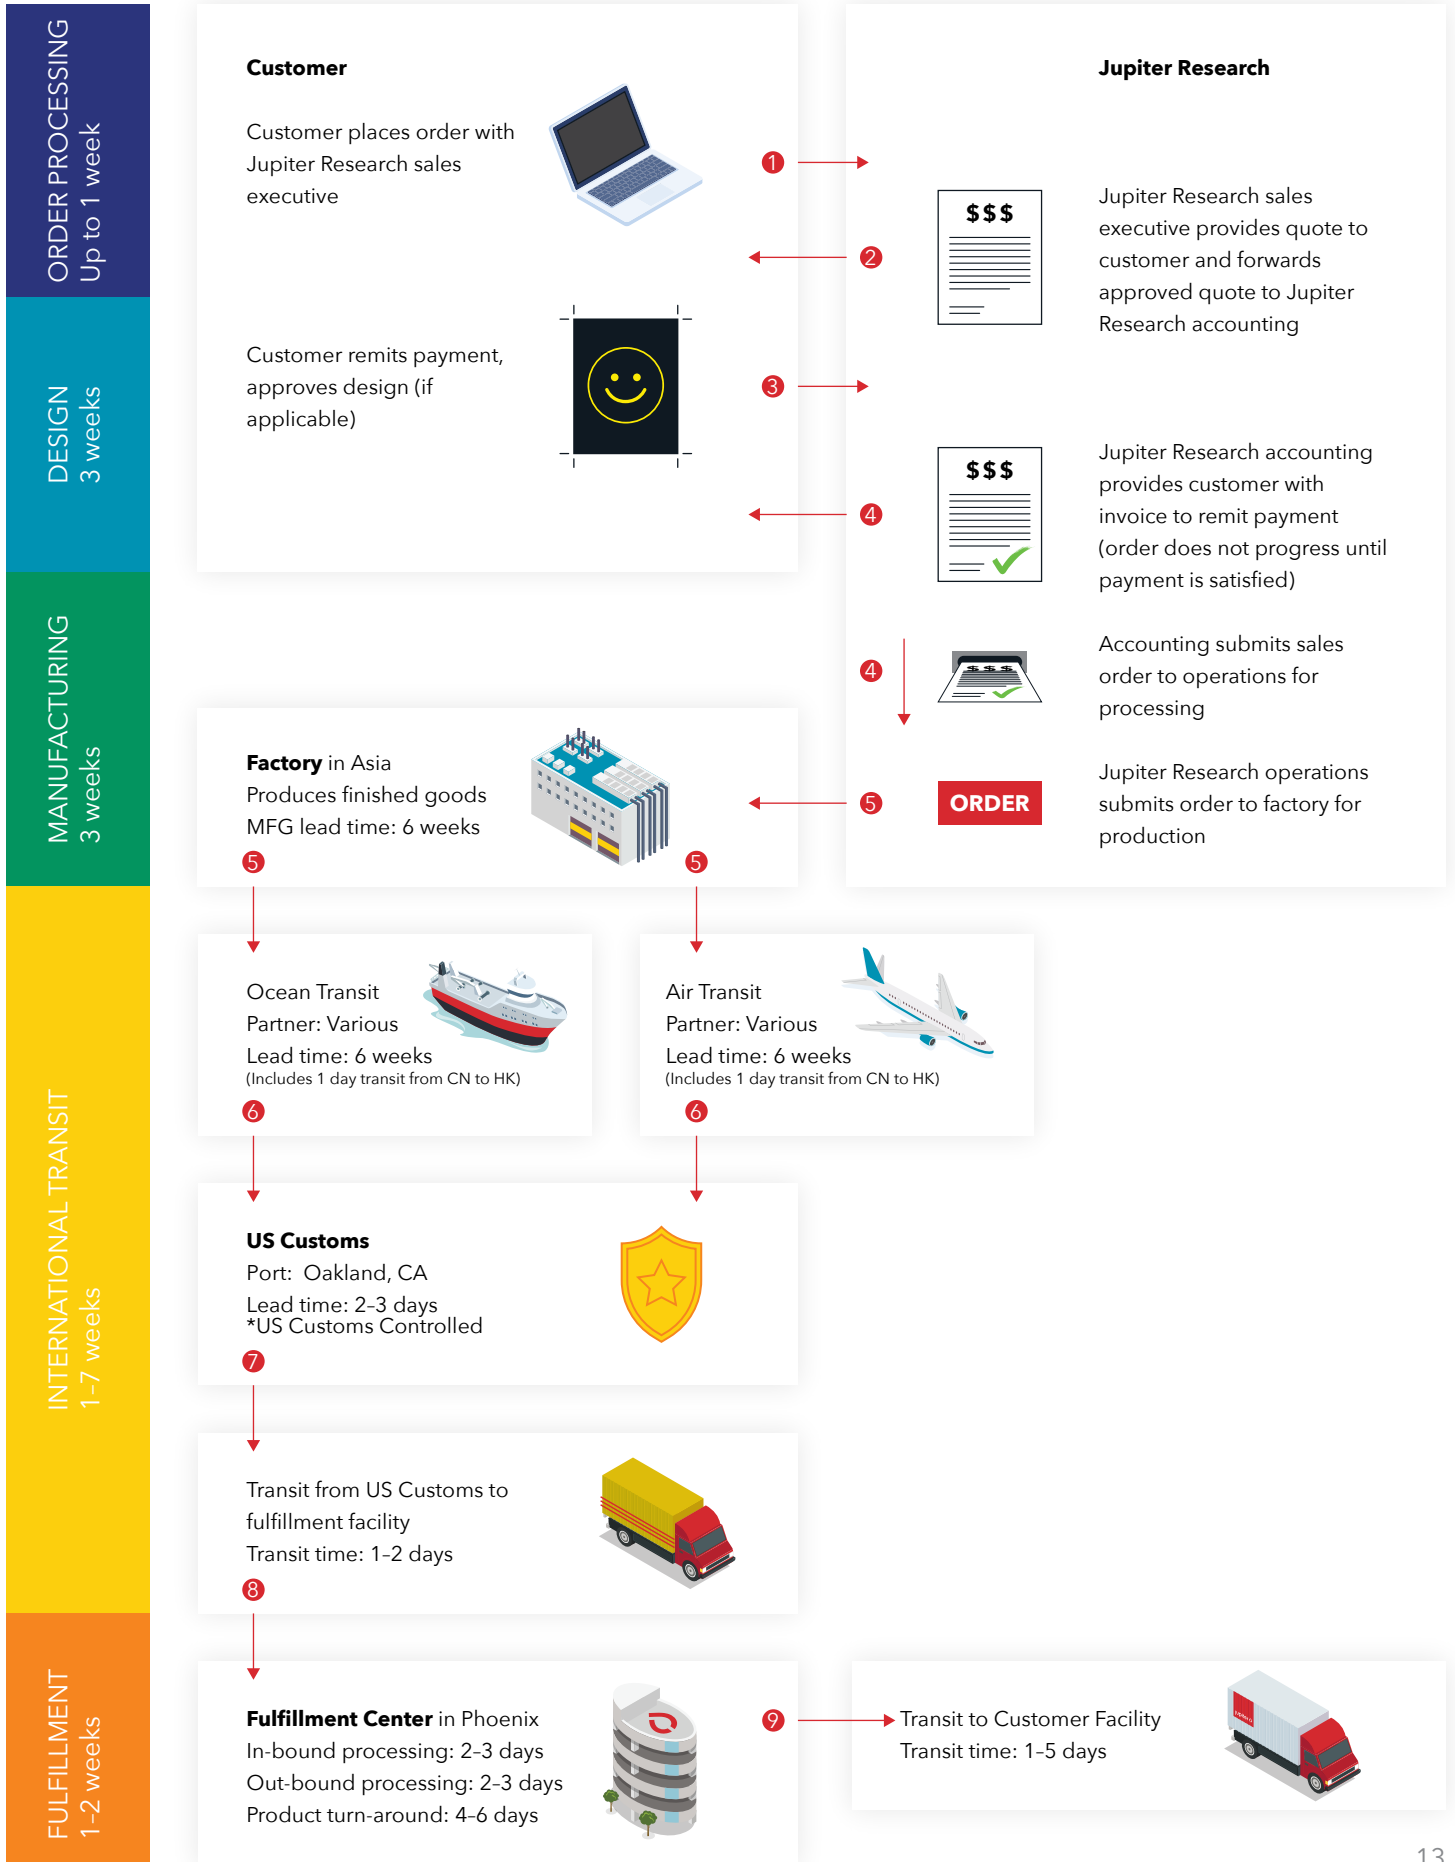 ORDER PROCESSING
Up to 1 week
Customer
Customer places order with
Jupiter Research sales
executive
1
Jupiter Research
$$$
Jupiter Research sales
executive provides quote to
customer and forwards
approved quote to Jupiter
Research accounting
2
DESIGN
3 weeks
Customer remits payment,
approves design (if
applicable)
3
$$$
Jupiter Research accounting
provides customer with
invoice to remit payment
(order does not progress until
payment is satisfied)
4
MANUFACTURING
3 weeks
4
$$$
Accounting submits sales
order to operations for
processing
Factory in Asia
Produces finished goods
MFG lead time: 6 weeks
5
ORDER
Jupiter Research operations
submits order to factory for
production
5
5
INTERNATIONAL TRANSIT
1–7 weeks
Ocean Transit
Partner: Various
Lead time: 6 weeks
(Includes 1 day transit from CN to HK)
6
Air Transit
Partner: Various
Lead time: 6 weeks
(Includes 1 day transit from CN to HK)
6
US Customs
Port: Oakland, CA
Lead time: 2–3 days
*US Customs Controlled
7
Transit from US Customs to
fulfillment facility
Transit time: 1–2 days
8
FULFILLMENT
1–2 weeks
Fulfillment Center in Phoenix
In-bound processing: 2–3 days
Out-bound processing: 2–3 days
Product turn-around: 4–6 days
9
Transit to Customer Facility
Transit time: 1–5 days
13